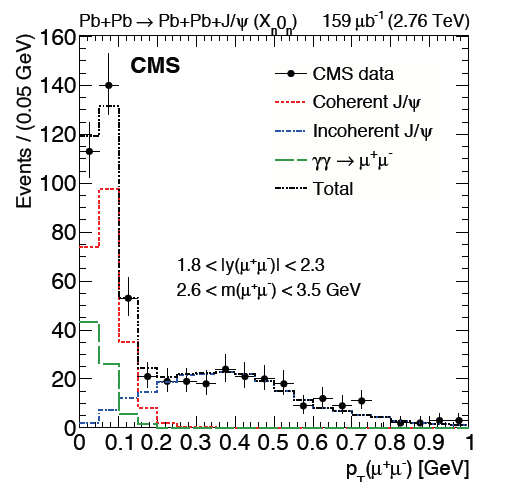 Pb+Pb → Pb+Pb+J/ψ (Xn0n) 159 μb⁻¹ (2.76 TeV)
160
CMS
CMS data
140
Coherent J/ψ
120
Incoherent J/ψ
γγ → μ⁺μ⁻
100
Total
Events / (0.05 GeV)
80
1.8 < |y(μ⁺μ⁻)| < 2.3
60
2.6 < m(μ⁺μ⁻) < 3.5 GeV
40
20
0
0 0.1 0.2 0.3 0.4 0.5 0.6 0.7 0.8 0.9 1
pT(μ⁺μ⁻) [GeV]